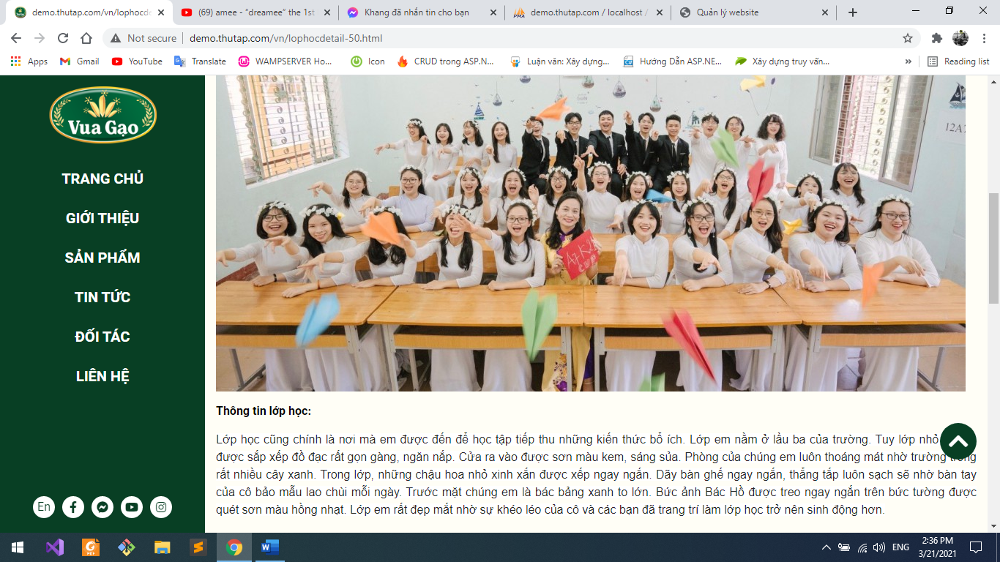 demo.thutap.com/vn/lophocde
(69) amee - “dreamee” the 1st
Khang đã nhắn tin cho bạn
demo.thutap.com / localhost /
Quản lý website
Not secure
demo.thutap.com/vn/lophocdetail-50.html
Apps
Gmail
YouTube
Translate
WAMPSERVER Ho...
Icon
CRUD trong ASP.N...
Luận văn: Xây dựng...
Hướng Dẫn ASP.NE...
Xây dựng truy vấn...
»
Reading list
Vua Gạo
TRANG CHỦ
GIỚI THIỆU
SẢN PHẨM
TIN TỨC
ĐỐI TÁC
LIÊN HỆ
En
A7K21
Thông tin lớp học:
Lớp học cũng chính là nơi mà em được đến để học tập tiếp thu những kiến thức bổ ích. Lớp em nằm ở lầu ba của trường. Tuy lớp nhỏ
được sắp xếp đồ đạc rất gọn gàng, ngăn nắp. Cửa ra vào được sơn màu kem, sáng sủa. Phòng của chúng em luôn thoáng mát nhờ trường trồng
rất nhiều cây xanh. Trong lớp, những chậu hoa nhỏ xinh xắn được xếp ngay ngắn. Dãy bàn ghế ngay ngắn, thẳng tắp luôn sạch sẽ nhờ bàn tay
của cô bảo mẫu lao chùi mỗi ngày. Trước mặt chúng em là bác bảng xanh to lớn. Bức ảnh Bác Hồ được treo ngay ngắn trên bức tường được
quét sơn màu hồng nhạt. Lớp em rất đẹp mắt nhờ sự khéo léo của cô và các bạn đã trang trí làm lớp học trở nên sinh động hơn.
ENG
2:36 PM
3/21/2021